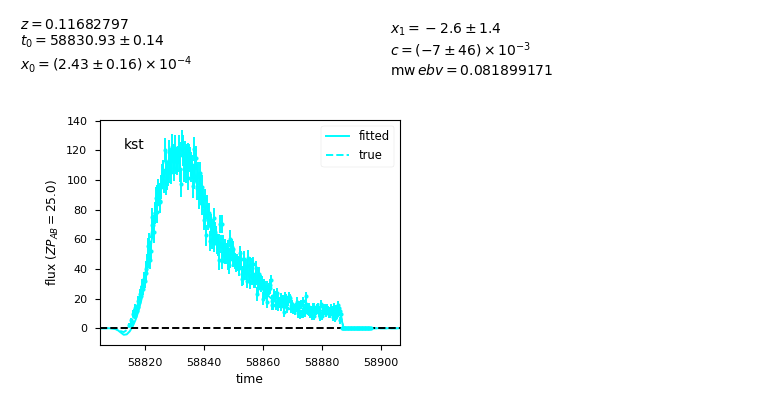 z = 0.11682797
t₀ = 58830.93 ± 0.14
x₀ = (2.43 ± 0.16) × 10⁻⁴
x₁ = − 2.6 ± 1.4
c = (−7 ± 46) × 10⁻³
mw ebv = 0.081899171
140
120
100
80
60
40
20
0
flux (ZP_AB = 25.0)
kst
fitted
true
58820 58840 58860 58880 58900
time